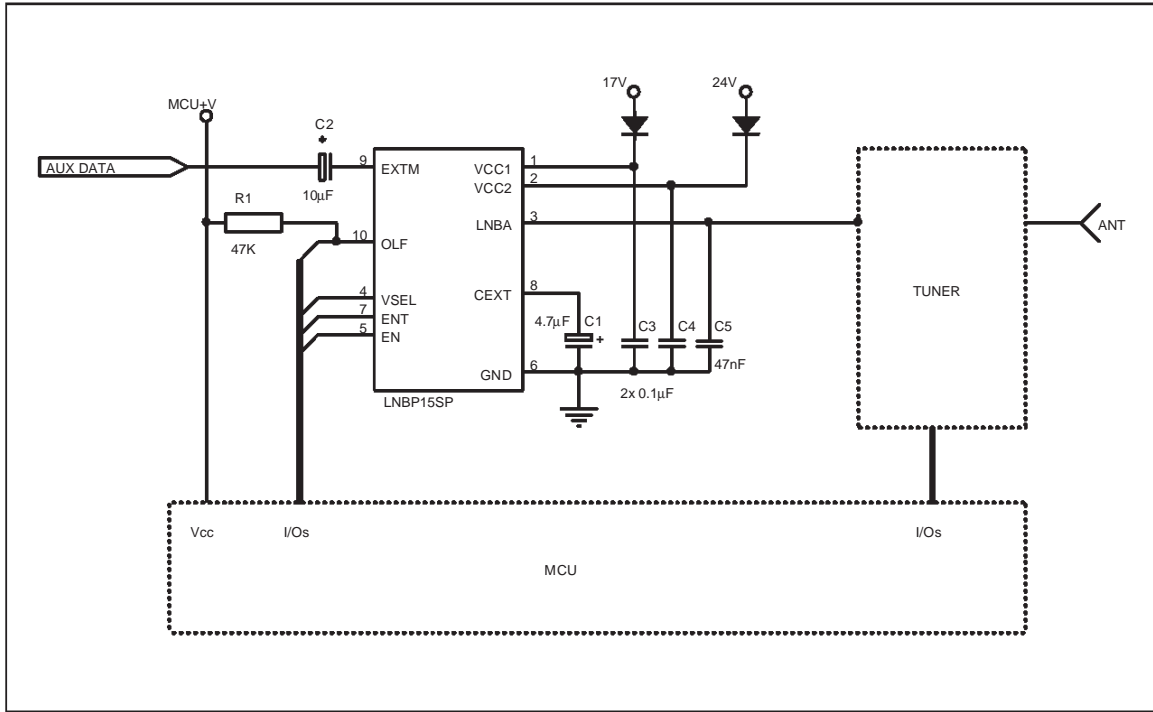 17V
24V
MCU+V
C2
+
AUX DATA
10µF
9
EXTM
VCC1
1
VCC2
2
R1
47K
10
OLF
LNBA
3
ANT
4
VSEL
7
ENT
5
EN
CEXT
8
4.7µF
C1
+
C3
C4
C5
47nF
TUNER
GND
6
2x 0.1µF
LNBP15SP
Vcc
I/Os
I/Os
MCU